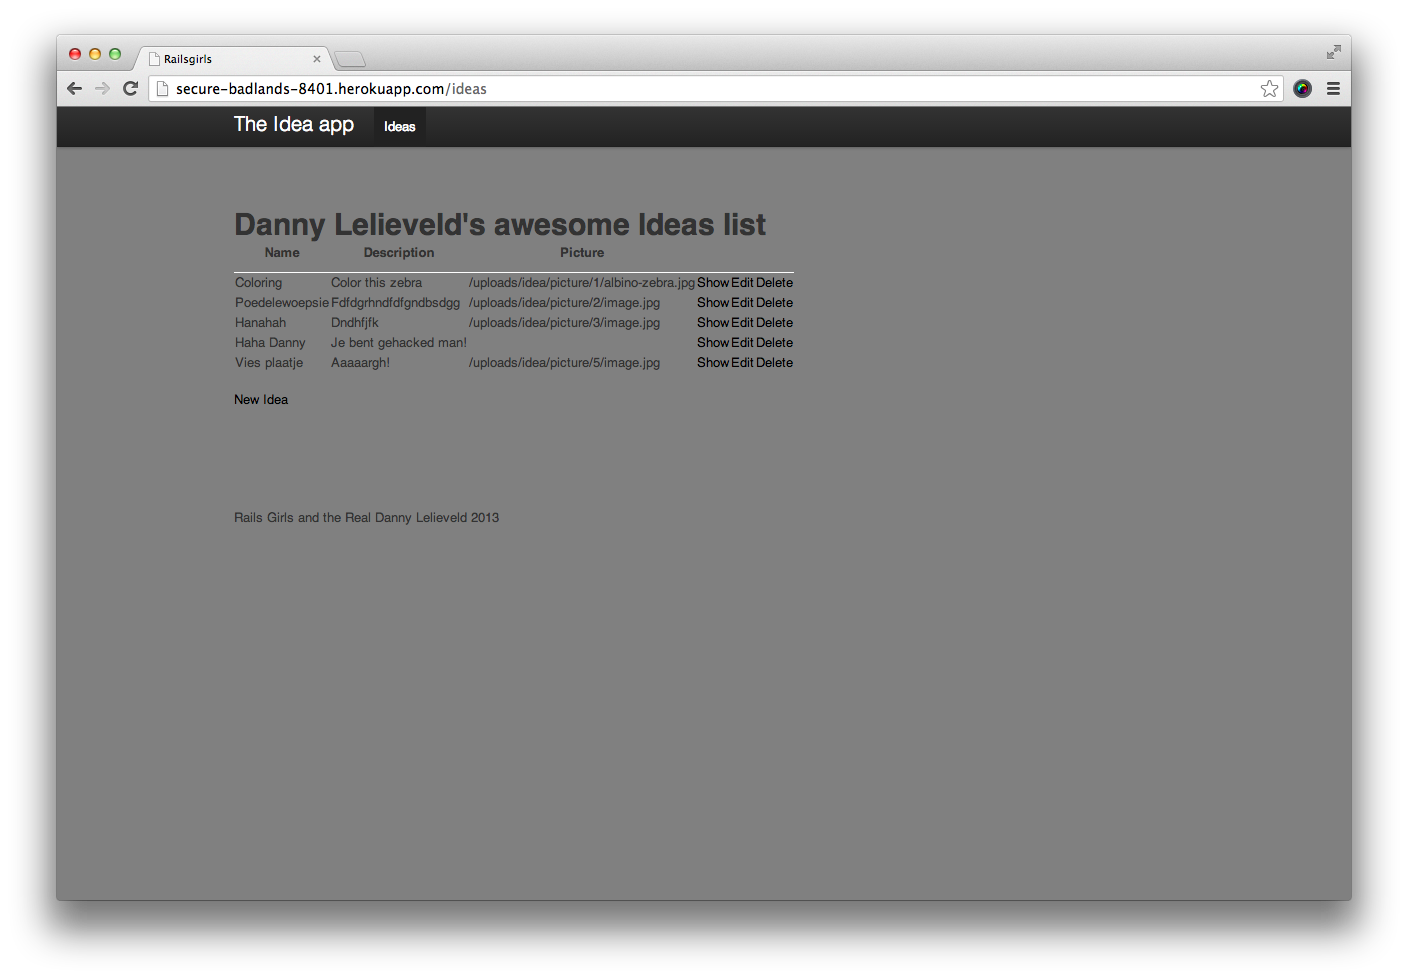 Railsgirls
secure-badlands-8401.herokuapp.com/ideas
The Idea app Ideas
Danny Lelieveld's awesome Ideas list
Name Description Picture
Coloring Color this zebra /uploads/idea/picture/1/albino-zebra.jpg Show Edit Delete
Poedelewoepsie Fdfdgrhndfdfgndbsdgg /uploads/idea/picture/2/image.jpg Show Edit Delete
Hanahah Dndhfjfk /uploads/idea/picture/3/image.jpg Show Edit Delete
Haha Danny Je bent gehacked man! Show Edit Delete
Vies plaatje Aaaaargh! /uploads/idea/picture/5/image.jpg Show Edit Delete
New Idea
Rails Girls and the Real Danny Lelieveld 2013